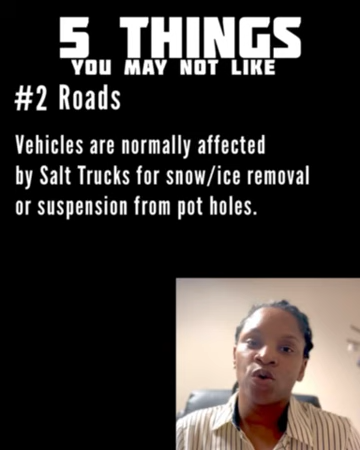 5 THINGS
YOU MAY NOT LIKE
#2 Roads
Vehicles are normally affected
by Salt Trucks for snow/ice removal
or suspension from pot holes.